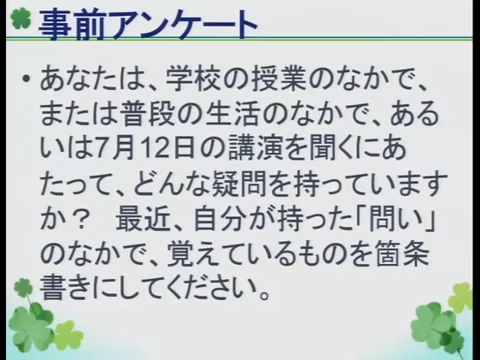 事前アンケート
• あなたは、学校の授業のなかで、
または普段の生活のなかで、ある
いは7月12日の講演を聞くにあ
たって、どんな疑問を持っています
か？　最近、自分が持った「問い」
のなかで、覚えているものを箇条
書きにしてください。